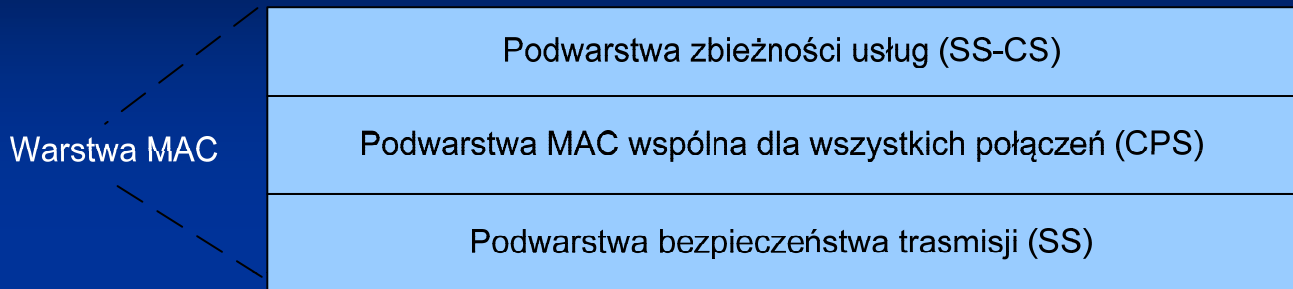 Podwarstwa zbieżności usług (SS-CS)
Warstwa MAC
Podwarstwa MAC wspólna dla wszystkich połączeń (CPS)
Podwarstwa bezpieczeństwa trasmisji (SS)